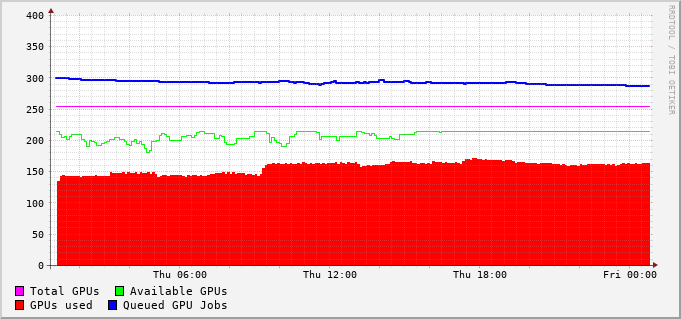 400
350
300
250
200
150
100
50
0
Thu 06:00 Thu 12:00 Thu 18:00 Fri 00:00
Total GPUs Available GPUs
GPUs used Queued GPU Jobs
RRDTOOL / TOBI OETIKER